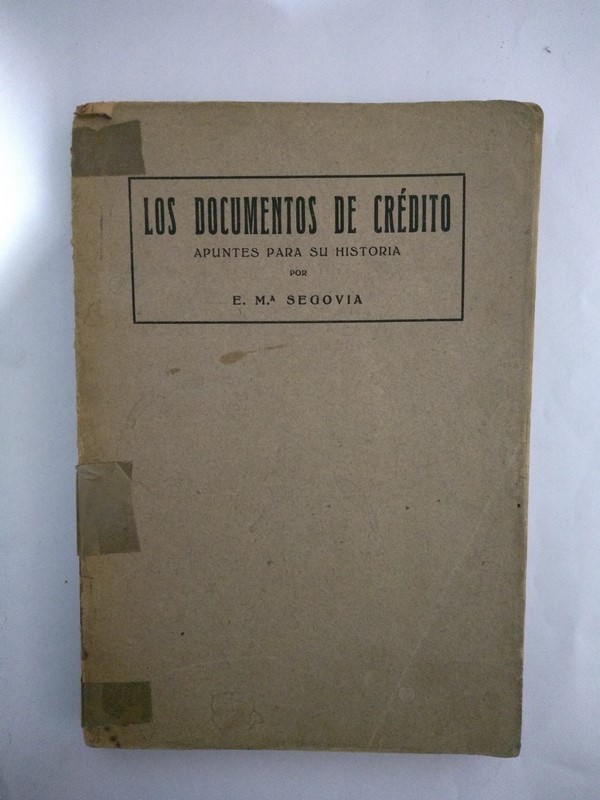 LOS DOCUMENTOS DE CRÉDITO
APUNTES PARA SU HISTORIA
POR
E. M.ª SEGOVIA